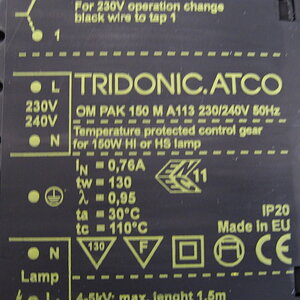 For 230V operation change
black wire to tap 1
1
L
TRIDONIC.ATCO
230V
240V
OM PAK 150 M A113 230/240V 50Hz
Temperature protected control gear
N
for 150W HI or HS lamp
IN = 0,76A
tw = 130
11
λ = 0,95
ta = 30°C
IP20
tc = 110°C
Made in EU
N
130
F
Lamp
4-5kV; max. lenght 1,5m